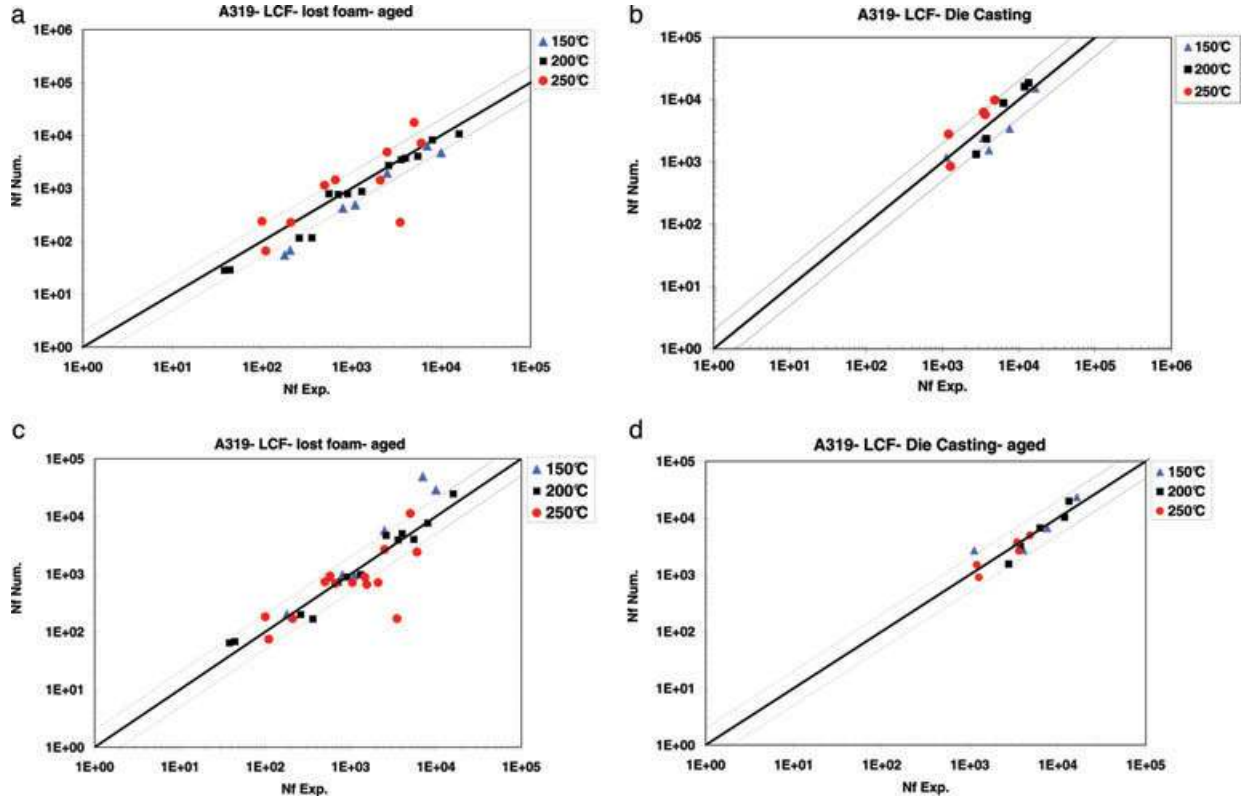 a
A319- LCF- lost foam- aged
1E+06
1E+05
1E+04
1E+03
1E+02
1E+01
1E+00
Nf Num.
1E+00 1E+01 1E+02 1E+03 1E+04 1E+05
Nf Exp.
150℃
200℃
250℃
b
A319- LCF- Die Casting
1E+05
1E+04
1E+03
1E+02
1E+01
1E+00
Nf Num.
1E+00 1E+01 1E+02 1E+03 1E+04 1E+05 1E+06
Nf Exp.
150℃
200℃
250℃
c
A319- LCF- lost foam- aged
1E+05
1E+04
1E+03
1E+02
1E+01
1E+00
Nf Num.
1E+00 1E+01 1E+02 1E+03 1E+04 1E+05
Nf Exp.
150℃
200℃
250℃
d
A319- LCF- Die Casting- aged
1E+05
1E+04
1E+03
1E+02
1E+01
1E+00
Nf Num.
1E+00 1E+01 1E+02 1E+03 1E+04 1E+05
Nf Exp.
150℃
200℃
250℃